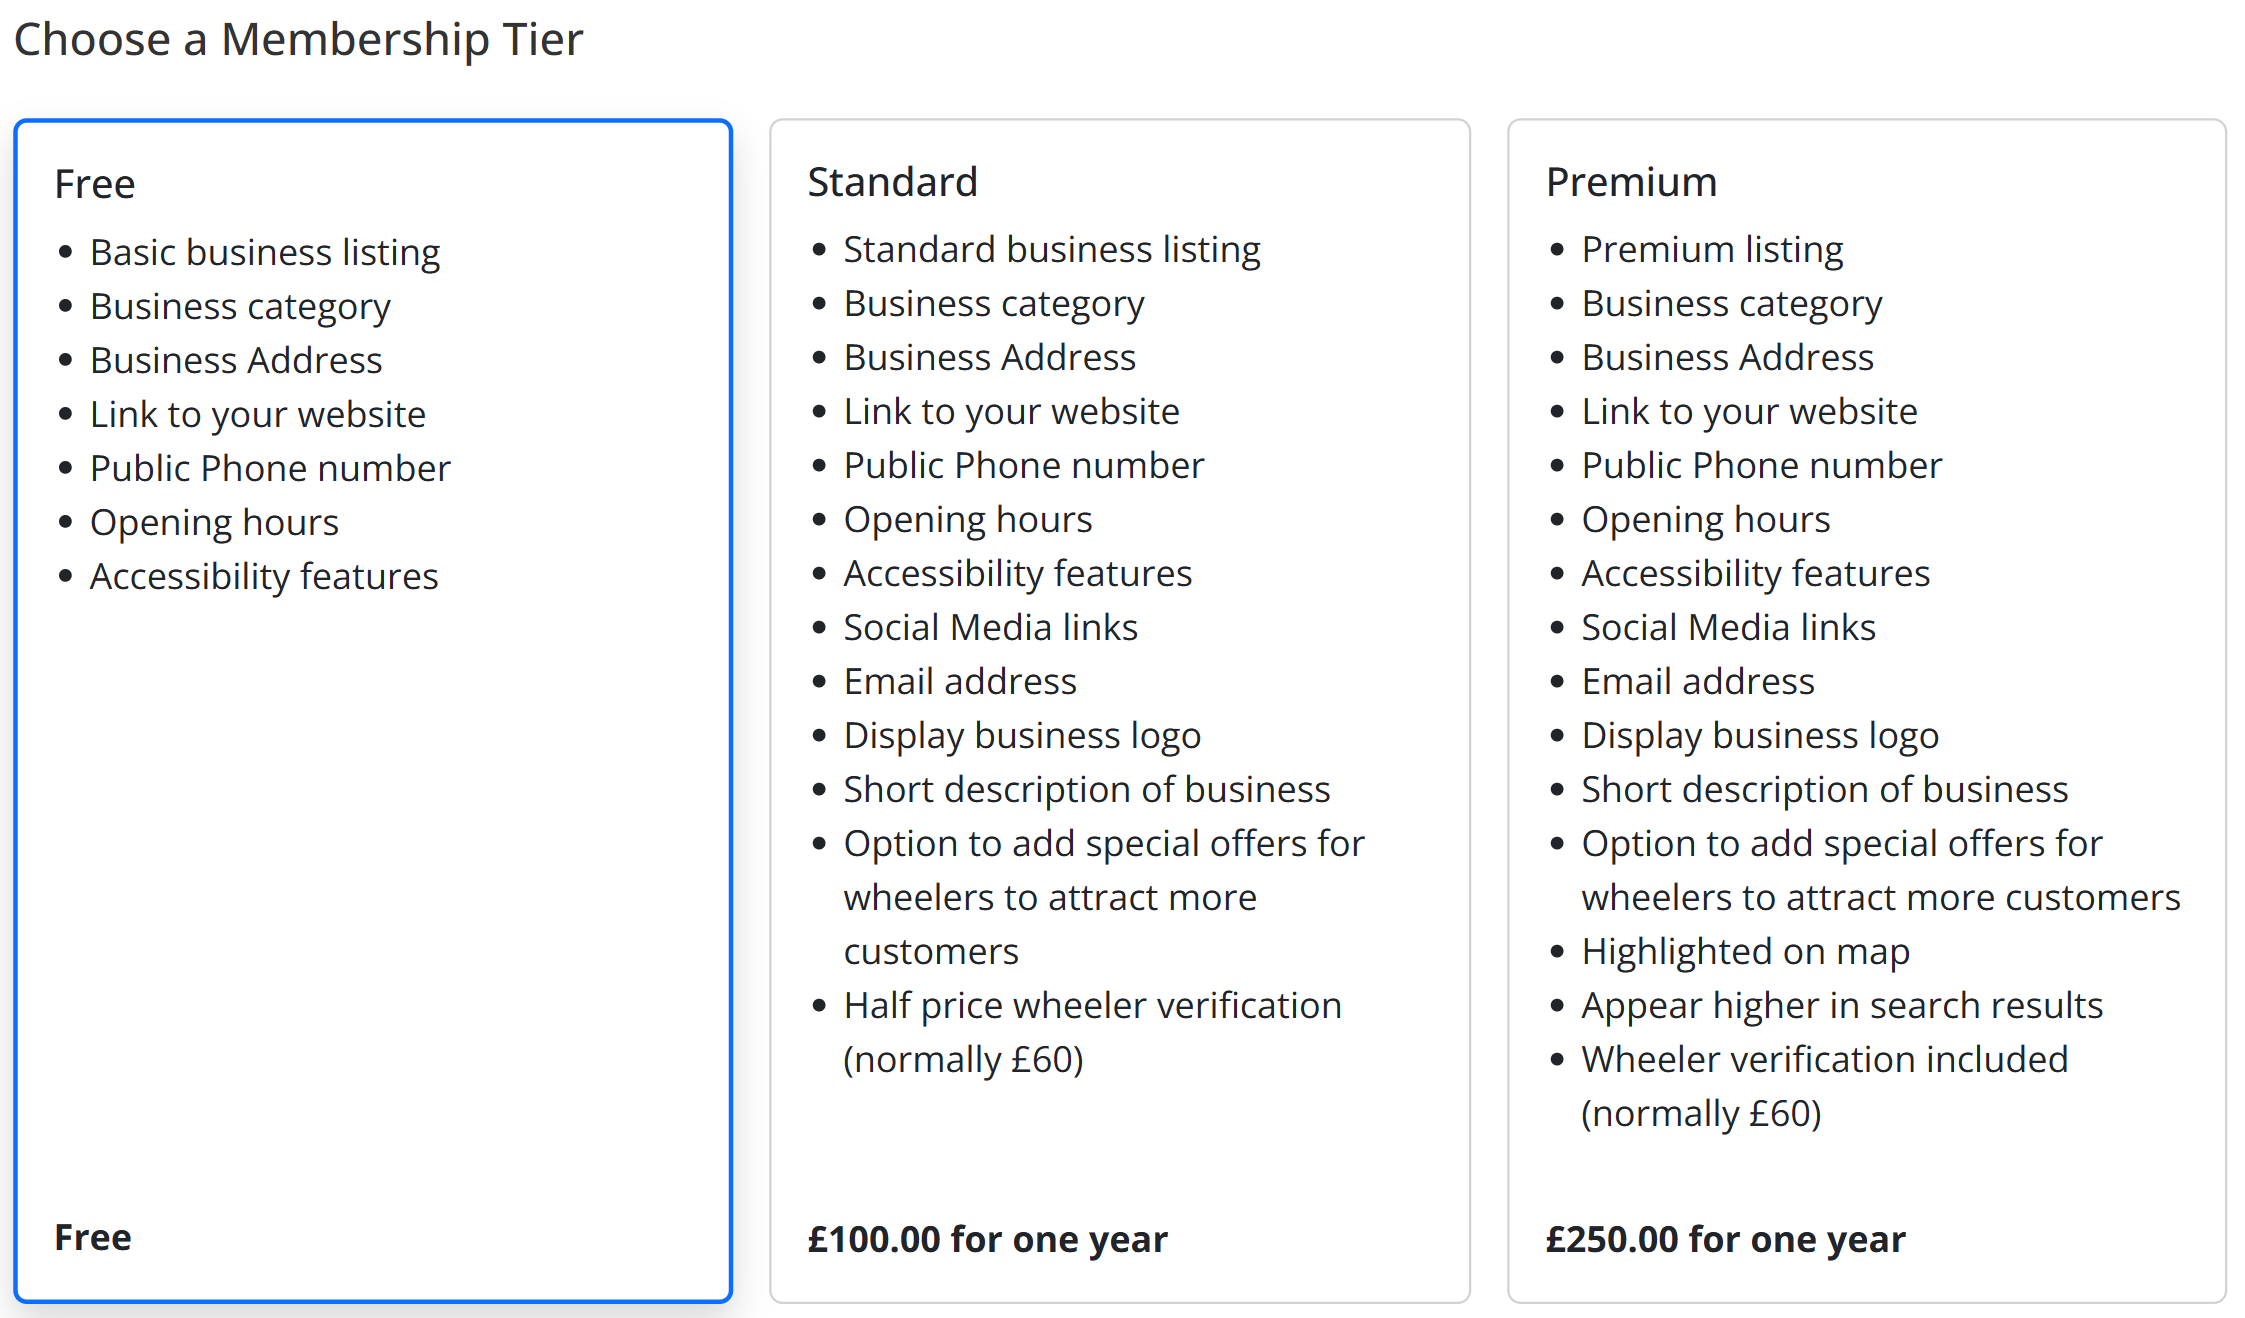 Choose a Membership Tier
Free
• Basic business listing
• Business category
• Business Address
• Link to your website
• Public Phone number
• Opening hours
• Accessibility features
Free
Standard
• Standard business listing
• Business category
• Business Address
• Link to your website
• Public Phone number
• Opening hours
• Accessibility features
• Social Media links
• Email address
• Display business logo
• Short description of business
• Option to add special offers for
wheelers to attract more
customers
• Half price wheeler verification
(normally £60)
£100.00 for one year
Premium
• Premium listing
• Business category
• Business Address
• Link to your website
• Public Phone number
• Opening hours
• Accessibility features
• Social Media links
• Email address
• Display business logo
• Short description of business
• Option to add special offers for
wheelers to attract more customers
• Highlighted on map
• Appear higher in search results
• Wheeler verification included
(normally £60)
£250.00 for one year